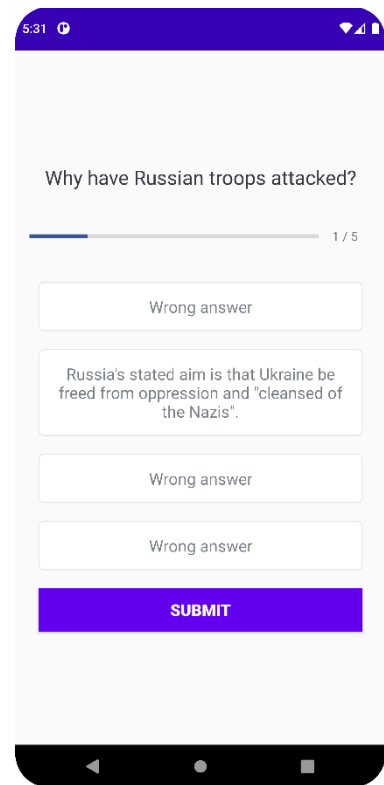 5:31
Why have Russian troops attacked?
1 / 5
Wrong answer
Russia's stated aim is that Ukraine be
freed from oppression and "cleansed of
the Nazis".
Wrong answer
Wrong answer
SUBMIT